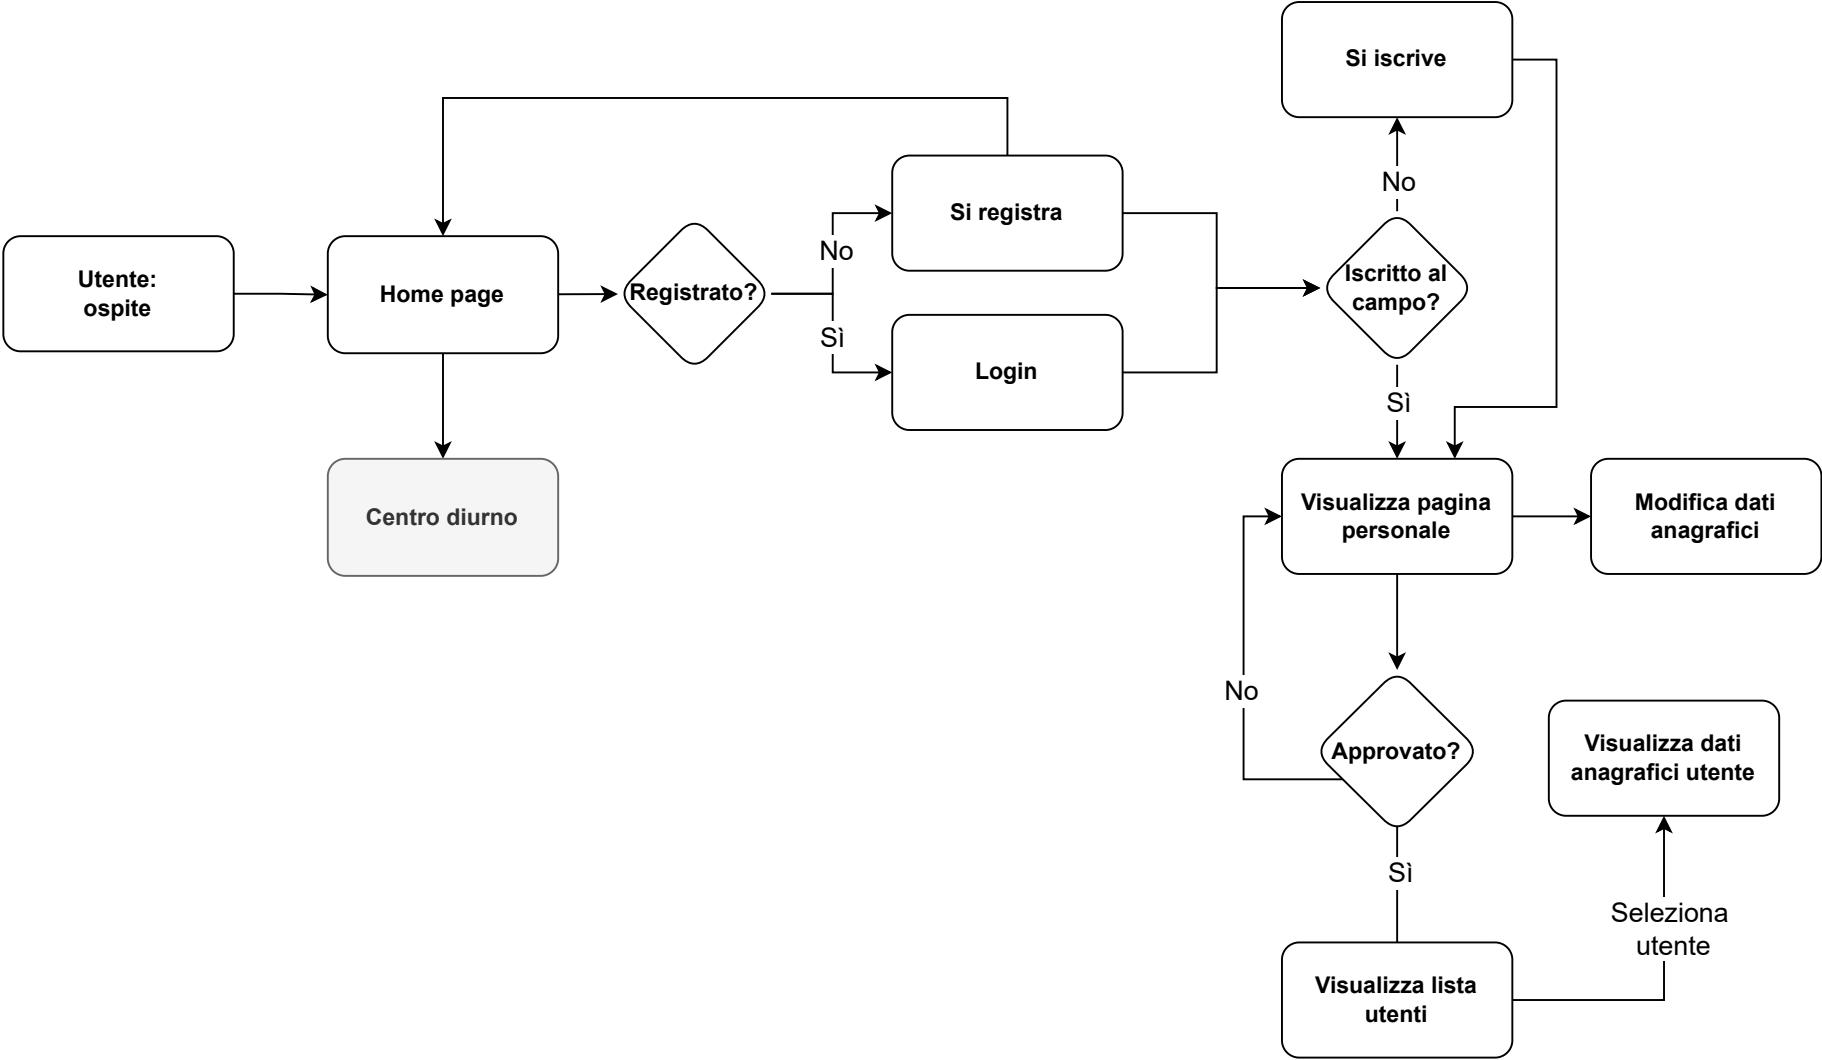 Si iscrive
No
Si registra
No
Utente:
ospite
Home page
Registrato?
Iscritto al
campo?
Sì
Login
Sì
Centro diurno
Visualizza pagina
personale
Modifica dati
anagrafici
No
Approvato?
Visualizza dati
anagrafici utente
Sì
Seleziona
utente
Visualizza lista
utenti